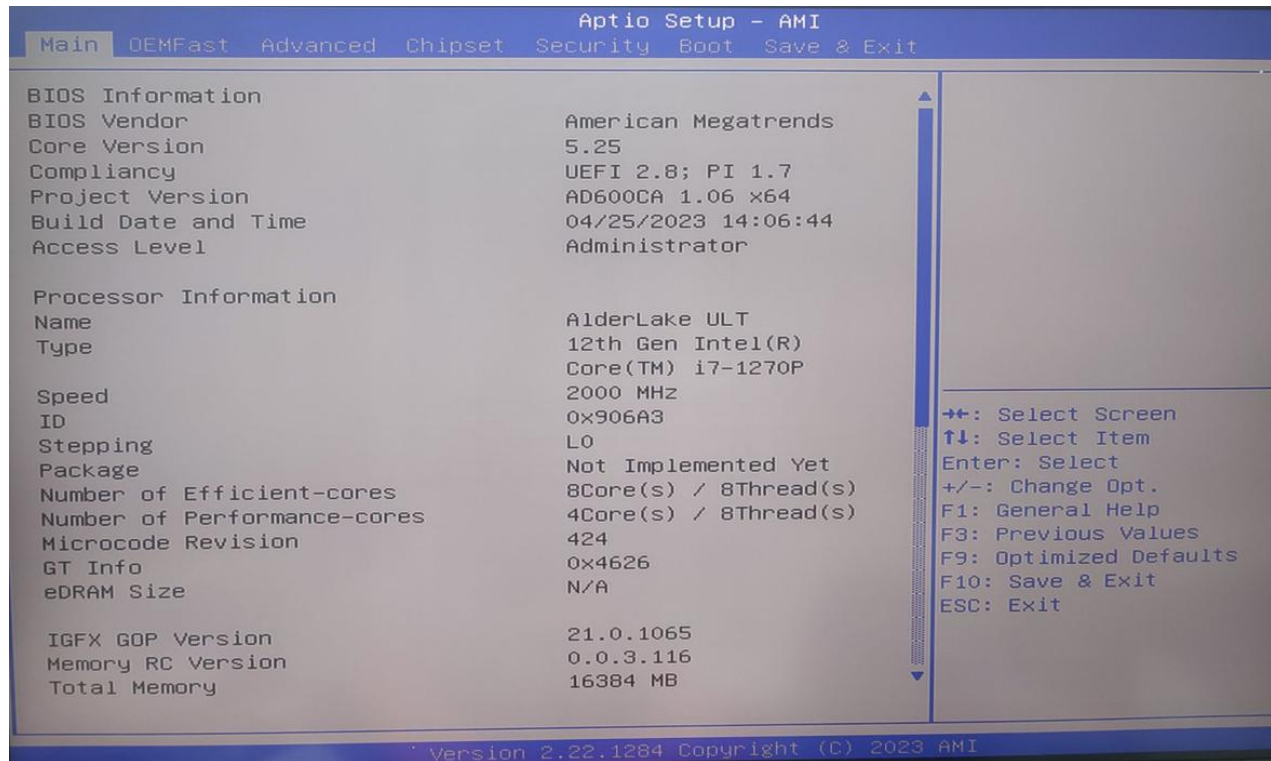 Aptio Setup – AMI
Main OEMFast Advanced Chipset Security Boot Save & Exit
BIOS Information
BIOS Vendor American Megatrends
Core Version 5.25
Compliancy UEFI 2.8; PI 1.7
Project Version AD600CA 1.06 x64
Build Date and Time 04/25/2023 14:06:44
Access Level Administrator
Processor Information
Name AlderLake ULT
Type 12th Gen Intel(R)
Core(TM) i7-1270P
Speed 2000 MHz
ID 0x906A3
Stepping L0
Package Not Implemented Yet
Number of Efficient-cores 8Core(s) / 8Thread(s)
Number of Performance-cores 4Core(s) / 8Thread(s)
Microcode Revision 424
GT Info 0x4626
eDRAM Size N/A
IGFX GOP Version 21.0.1065
Memory RC Version 0.0.3.116
Total Memory 16384 MB
→←: Select Screen
↑↓: Select Item
Enter: Select
+/-: Change Opt.
F1: General Help
F3: Previous Values
F9: Optimized Defaults
F10: Save & Exit
ESC: Exit
Version 2.22.1284 Copyright (C) 2023 AMI